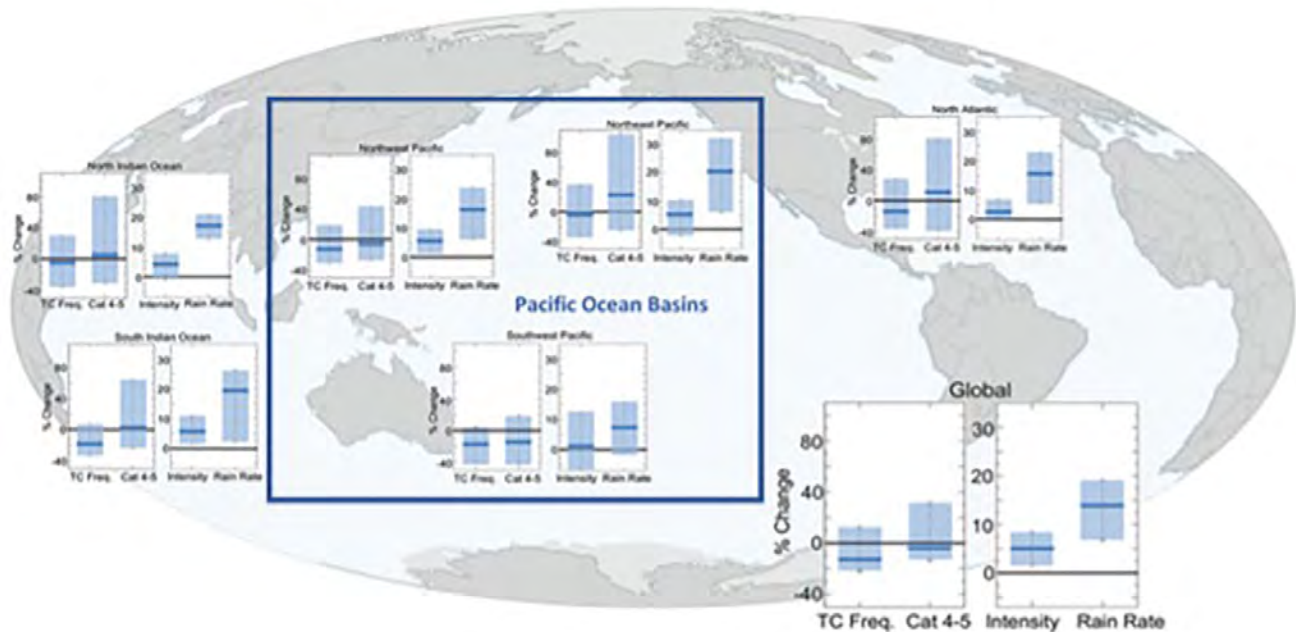 North Indian Ocean
% Change
80
40
0
-40
TC Freq. Cat 4-5
30
20
10
0
Intensity Rain Rate
Northwest Pacific
% Change
80
40
0
-40
TC Freq. Cat 4-5
30
20
10
0
Intensity Rain Rate
Northeast Pacific
% Change
80
40
0
-40
TC Freq. Cat 4-5
30
20
10
0
Intensity Rain Rate
North Atlantic
% Change
80
40
0
-40
TC Freq. Cat 4-5
30
20
10
0
Intensity Rain Rate
Pacific Ocean Basins
South Indian Ocean
% Change
80
40
0
-40
TC Freq. Cat 4-5
30
20
10
0
Intensity Rain Rate
Southwest Pacific
% Change
80
40
0
-40
TC Freq. Cat 4-5
30
20
10
0
Intensity Rain Rate
Global
% Change
80
40
0
-40
TC Freq. Cat 4-5
30
20
10
0
Intensity Rain Rate